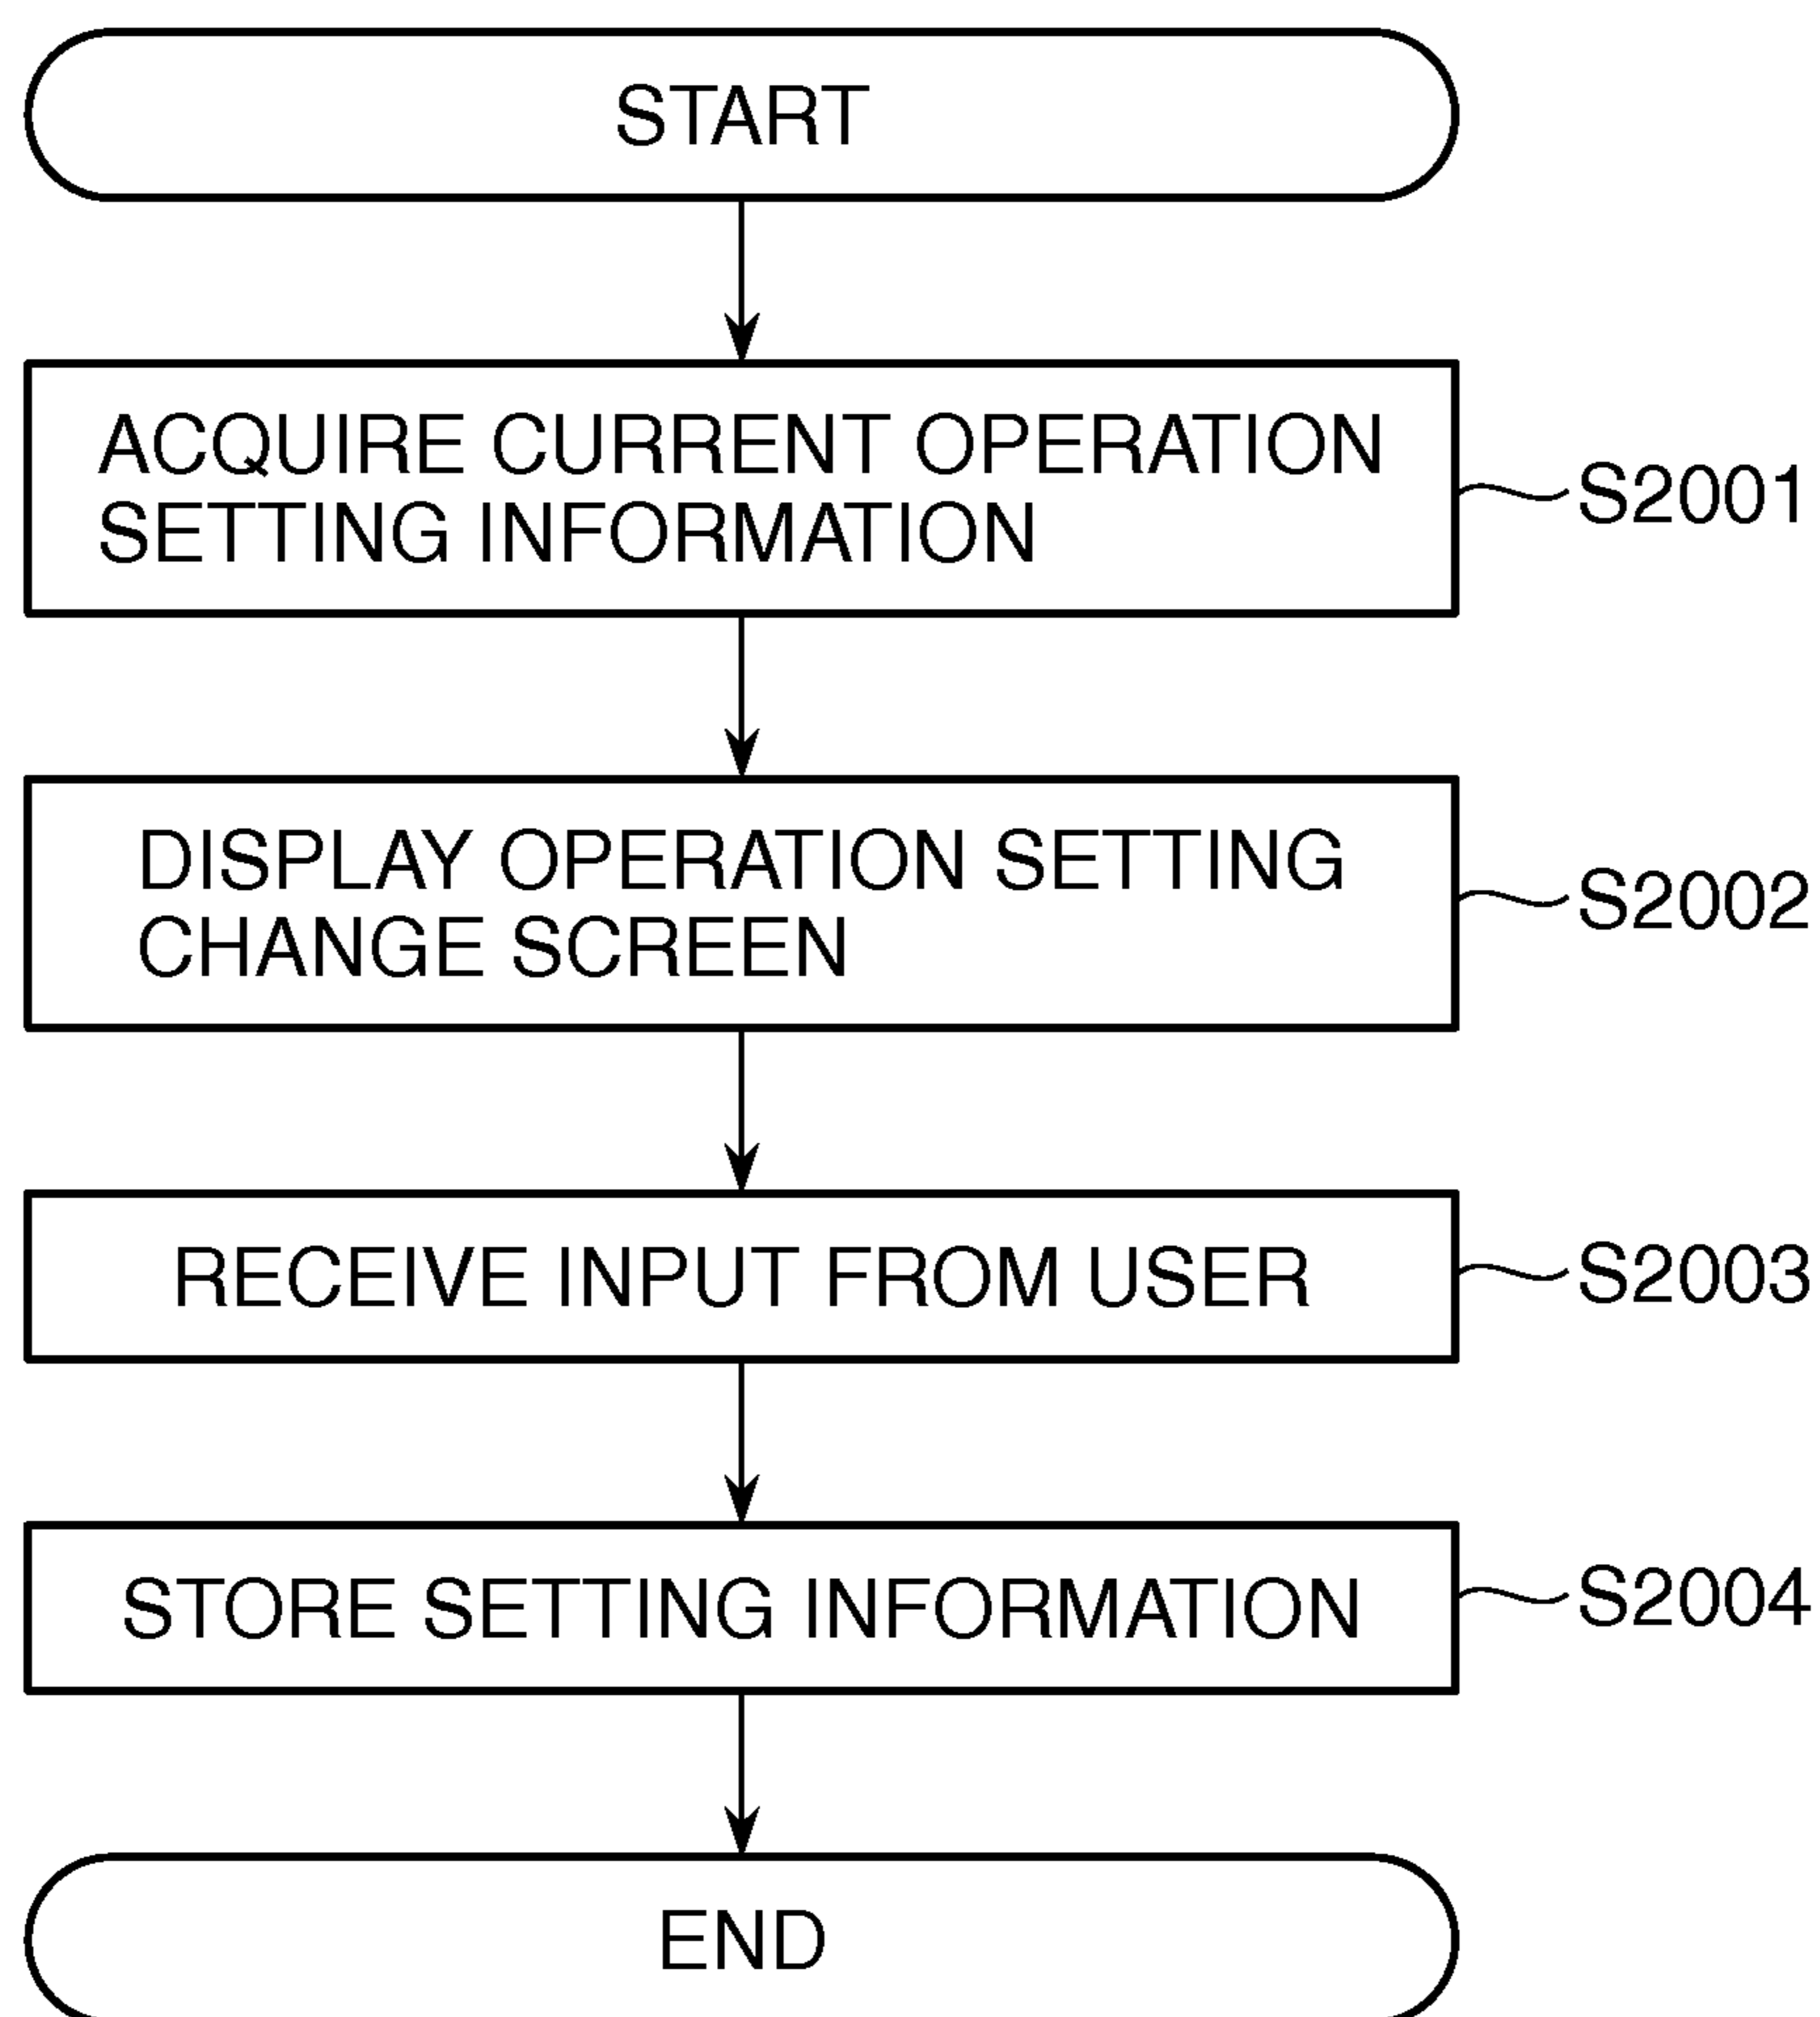 START
ACQUIRE CURRENT OPERATION
SETTING INFORMATION
S2001
DISPLAY OPERATION SETTING
CHANGE SCREEN
S2002
RECEIVE INPUT FROM USER
S2003
STORE SETTING INFORMATION
S2004
END